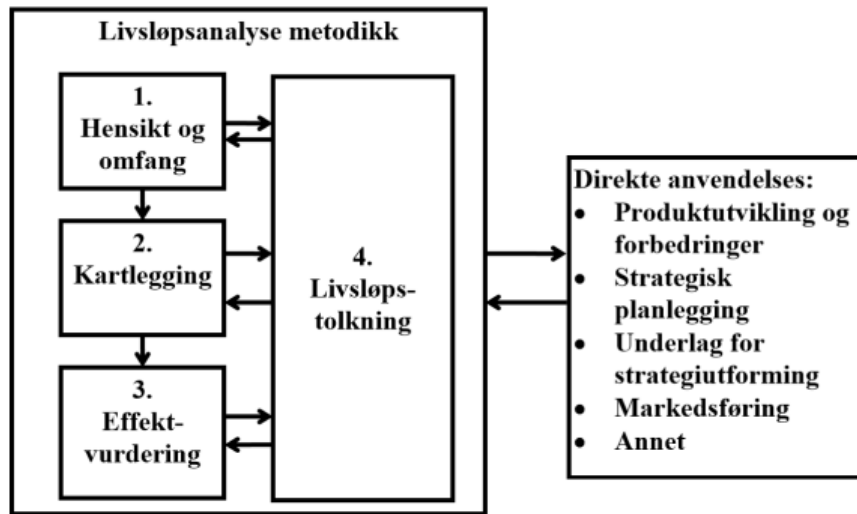 Livsløpsanalyse metodikk
1.
Hensikt og
omfang
2.
Kartlegging
3.
Effekt-
vurdering
4.
Livsløps-
tolkning
Direkte anvendelses:
• Produktutvikling og
forbedringer
• Strategisk
planlegging
• Underlag for
strategiutforming
• Markedsføring
• Annet